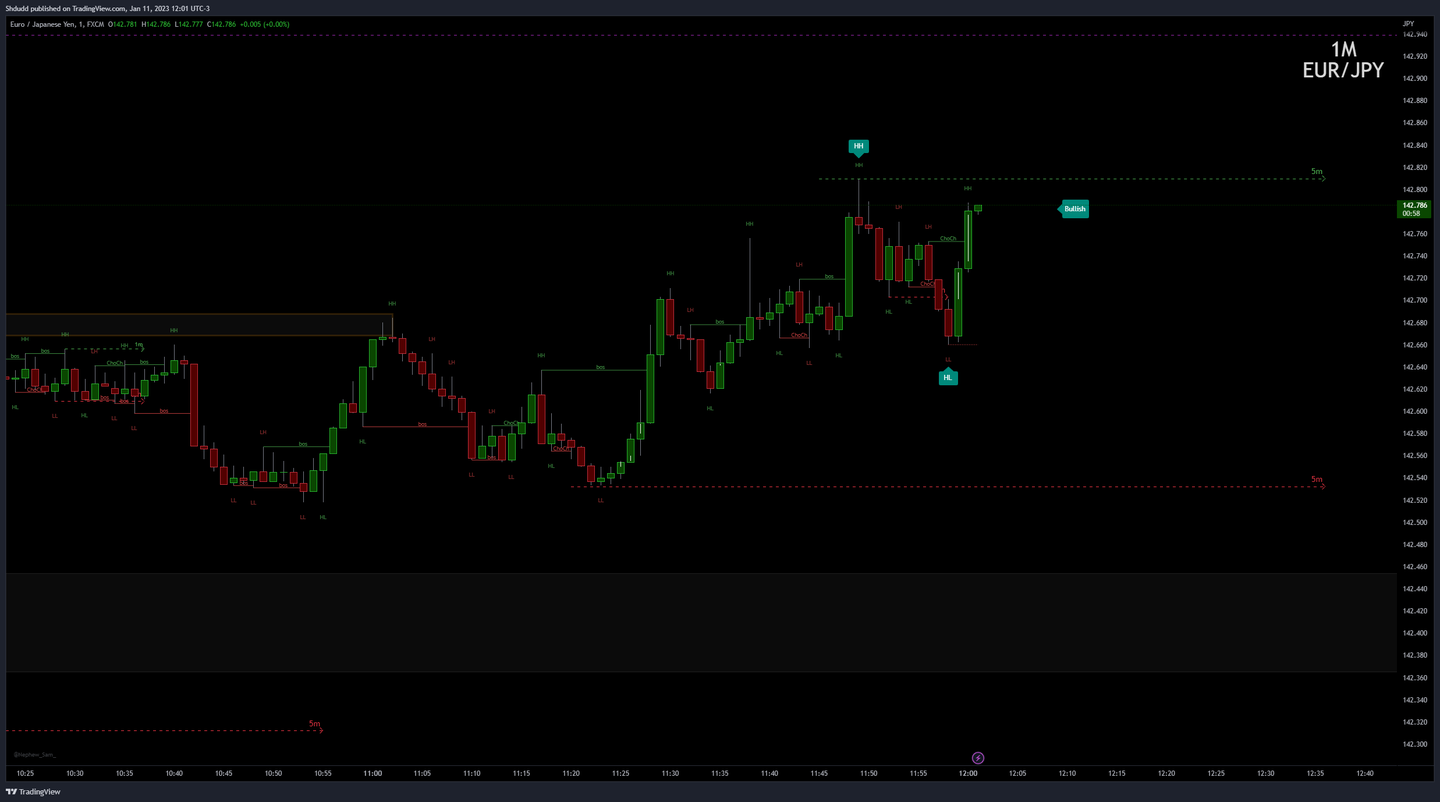 Shdudd published on TradingView.com, Jan 11, 2023 12:01 UTC-3
Euro / Japanese Yen, 1, FXCM O142.781 H142.786 L142.777 C142.786 +0.005 (+0.005)
JPY
142.940
1M
EUR/JPY
142.920
142.900
142.880
142.860
142.840
HH
142.820
HH
5m
142.800
HH
142.786
00:58
Bullish
LH
HH
LH
142.760
ChoCh
142.740
LH
bos
142.720
HH
ChoCh
142.700
HL
HL
HH
LH
bos
142.680
HH
HH
HH
LH
ChoCh
142.660
HH
LH
HH
1m
bos
bos
ChoCh
bos
LH
LH
HH
HL
LL
HL
LL
142.640
bos
HL
142.620
ChoCh
bos
bos
HL
LL
HL
LL
LL
bos
LH
HL
142.600
bos
ChoCh
142.580
LH
bos
HL
142.560
ChoCh
bos
HL
LL
LL
142.540
5m
bos
LL
LL
LL
142.520
LL
HL
142.500
142.480
142.460
142.440
142.420
142.400
142.380
142.360
142.340
5m
142.320
142.300
@Nephew_Sam_
10:25 10:30 10:35 10:40 10:45 10:50 10:55 11:00 11:05 11:10 11:15 11:20 11:25 11:30 11:35 11:40 11:45 11:50 11:55 12:00 12:05 12:10 12:15 12:20 12:25 12:30 12:35 12:40
TradingView